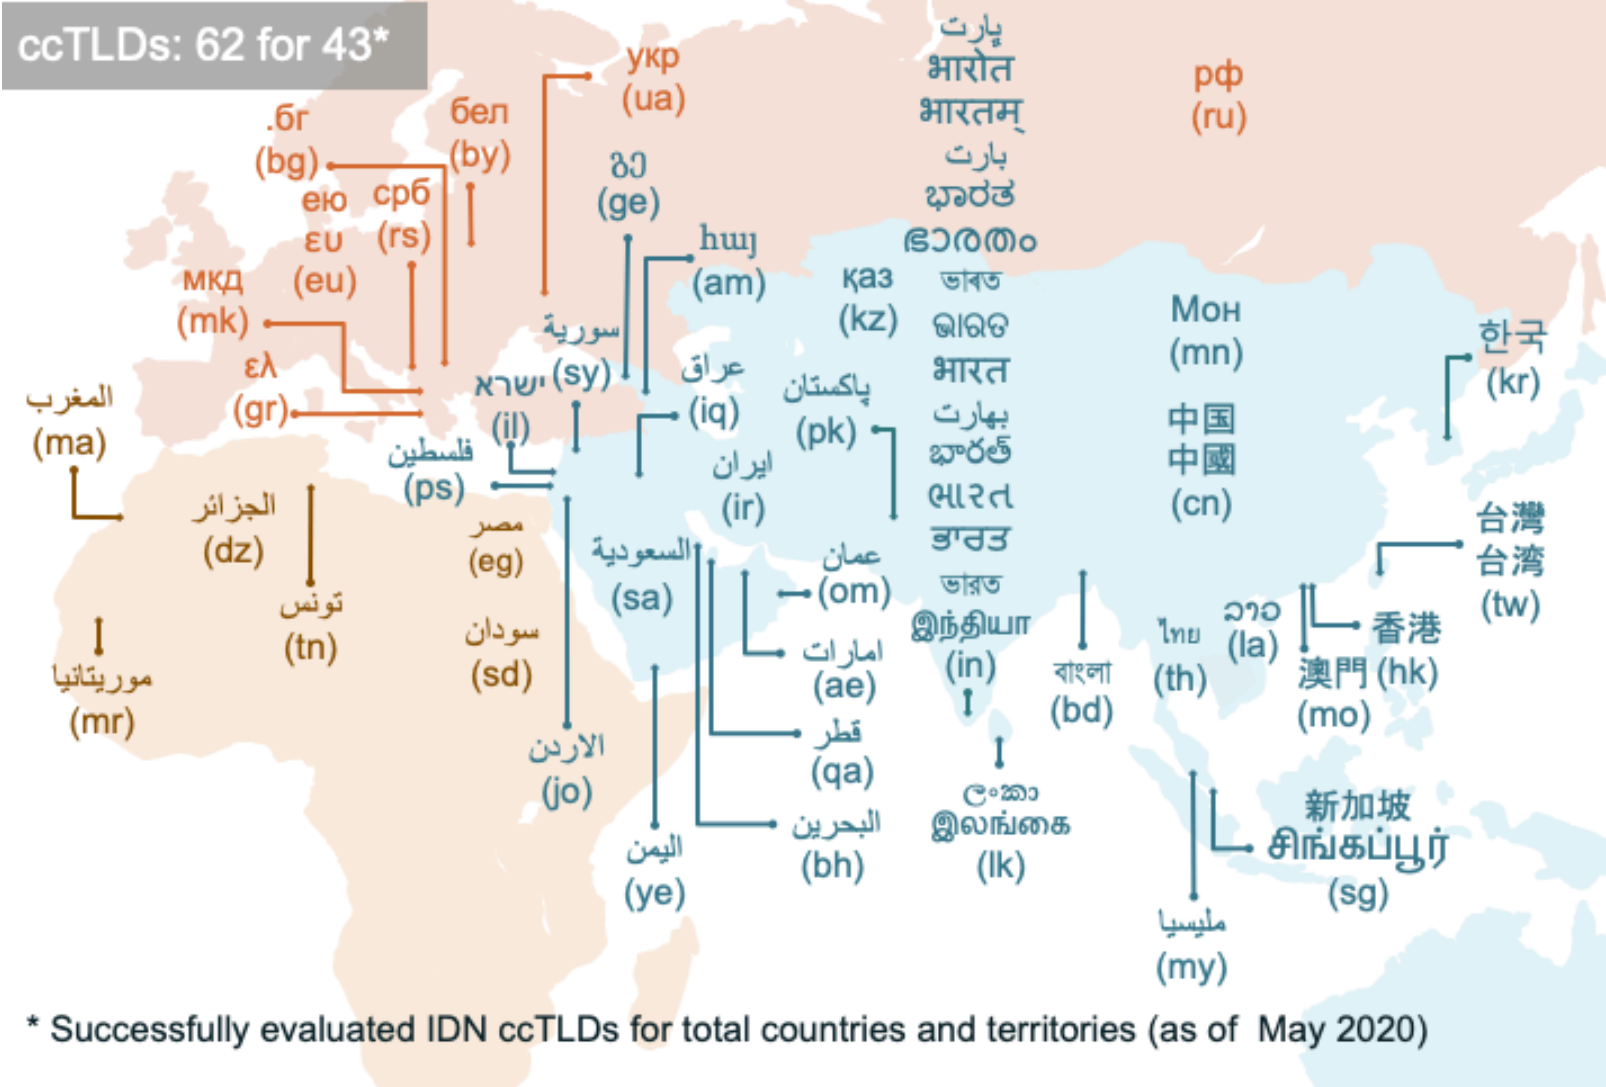 ccTLDs: 62 for 43*
укр
(ua)
.бг
(bg)
бел
(by)
ею
ευ
(eu)
срб
(rs)
мкд
(mk)
ελ
(gr)
рф
(ru)
გე
(ge)
հայ
(am)
қаз
(kz)
Мон
(mn)
中国
中國
(cn)
한국
(kr)
台灣
台湾
(tw)
香港
(hk)
澳門
(mo)
ລາວ
(la)
ไทย
(th)
বাংলা
(bd)
ڀارت
भारोत
भारतम्
بارت
ಭಾರತ
ഭാരതം
ভাৰত
ଭାରତ
भारत
بھارت
భారత్
ભારત
ਭਾਰਤ
ভারত
இந்தியா
(in)
پاکستان
(pk)
سورية
(sy)
ישרא
(il)
عراق
(iq)
فلسطين
(ps)
ایران
(ir)
السعودية
(sa)
عمان
(om)
امارات
(ae)
قطر
(qa)
البحرين
(bh)
اليمن
(ye)
الاردن
(jo)
المغرب
(ma)
الجزائر
(dz)
تونس
(tn)
موريتانيا
(mr)
مصر
(eg)
سودان
(sd)
ලංකා
இலங்கை
(lk)
新加坡
சிங்கப்பூர்
(sg)
مليسيا
(my)
* Successfully evaluated IDN ccTLDs for total countries and territories (as of May 2020)